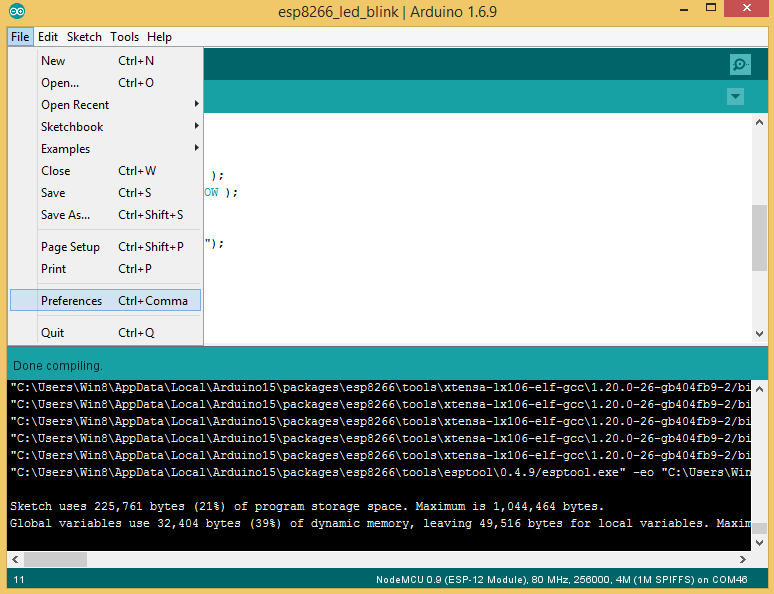 esp8266_led_blink | Arduino 1.6.9
File Edit Sketch Tools Help
New Ctrl+N
Open... Ctrl+O
Open Recent
Sketchbook
Examples
Close Ctrl+W
Save Ctrl+S
Save As... Ctrl+Shift+S
Page Setup Ctrl+Shift+P
Print Ctrl+P
Preferences Ctrl+Comma
Quit Ctrl+Q
);
OW );
");
Done compiling.
"C:\Users\Win8\AppData\Local\Arduino15\packages\esp8266\tools\xtensa-lx106-elf-gcc\1.20.0-26-gb404fb9-2/bi
"C:\Users\Win8\AppData\Local\Arduino15\packages\esp8266\tools\xtensa-lx106-elf-gcc\1.20.0-26-gb404fb9-2/bi
"C:\Users\Win8\AppData\Local\Arduino15\packages\esp8266\tools\xtensa-lx106-elf-gcc\1.20.0-26-gb404fb9-2/bi
"C:\Users\Win8\AppData\Local\Arduino15\packages\esp8266\tools\xtensa-lx106-elf-gcc\1.20.0-26-gb404fb9-2/bi
"C:\Users\Win8\AppData\Local\Arduino15\packages\esp8266\tools\xtensa-lx106-elf-gcc\1.20.0-26-gb404fb9-2/bi
"C:\Users\Win8\AppData\Local\Arduino15\packages\esp8266\tools\esptool\0.4.9/esptool.exe" -eo "C:\Users\Win
Sketch uses 225,761 bytes (21%) of program storage space. Maximum is 1,044,464 bytes.
Global variables use 32,404 bytes (39%) of dynamic memory, leaving 49,516 bytes for local variables. Maxim
11 NodeMCU 0.9 (ESP-12 Module), 80 MHz, 256000, 4M (1M SPIFFS) on COM46